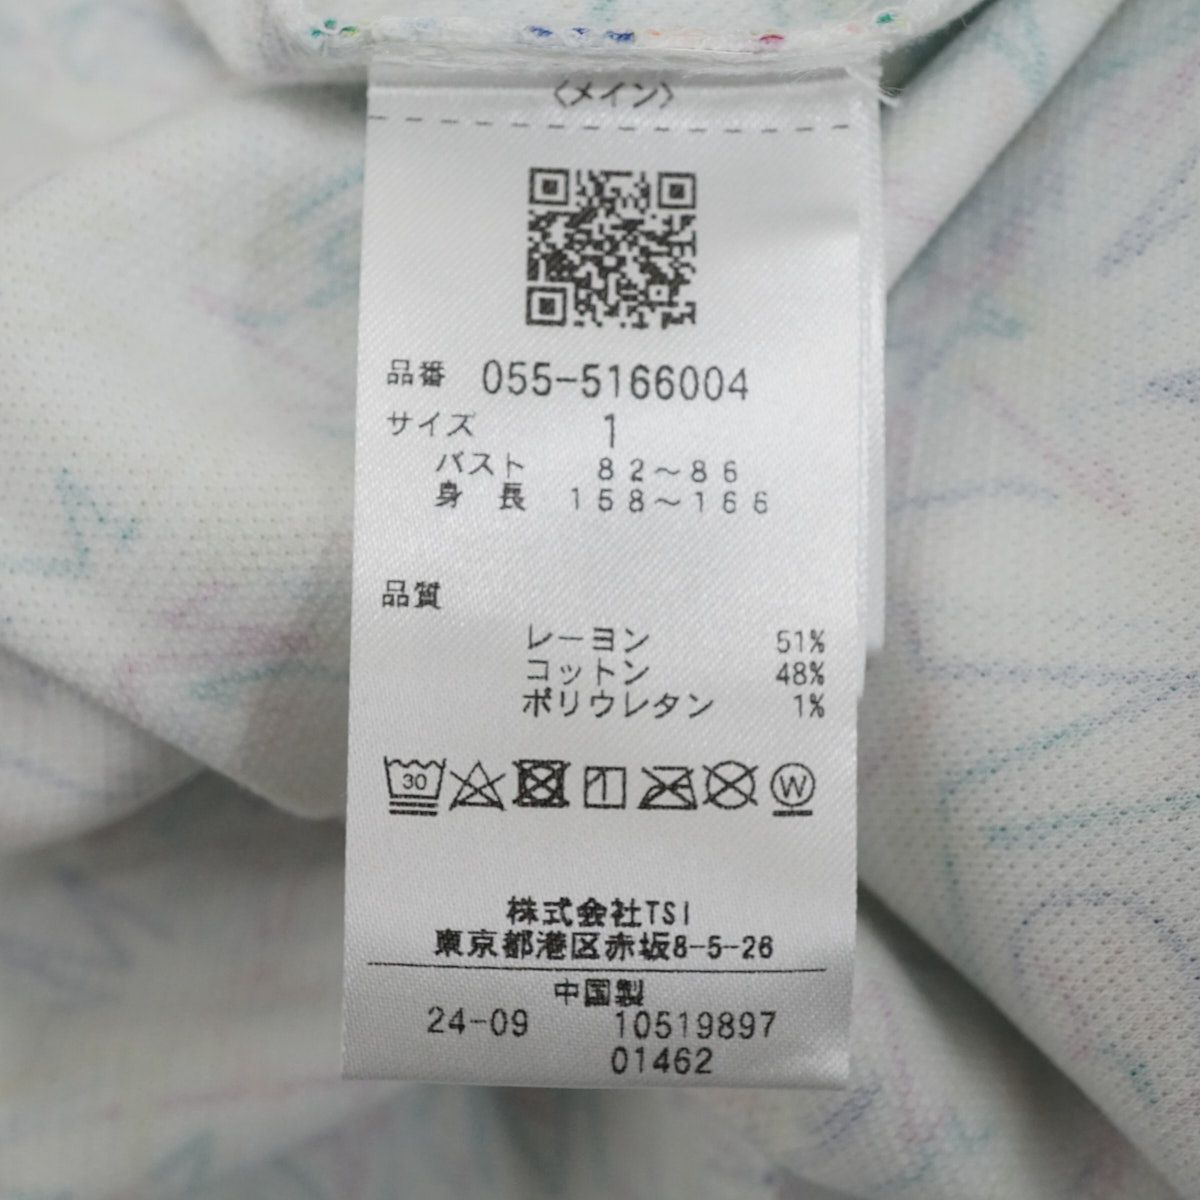 〈メイン〉
品番 055-5166004
サイズ 1
バスト 82～86
身長 158～166
品質
レーヨン 51%
コットン 48%
ポリウレタン 1%
30
W
株式会社TSI
東京都港区赤坂8-5-26
中国製
24-09 10519897
01462